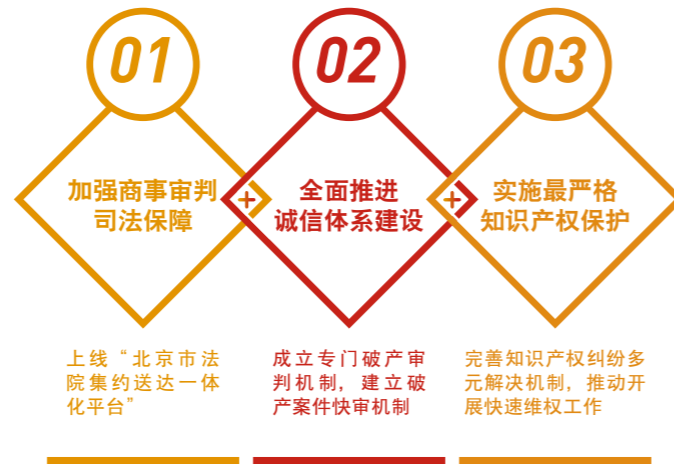 01
加强商事审判
司法保障
上线“北京市法
院集约送达一体
化平台”
+
02
全面推进
诚信体系建设
成立专门破产审
判机制，建立破
产案件快审机制
+
03
实施最严格
知识产权保护
完善知识产权纠纷多
元解决机制，推动开
展快速维权工作